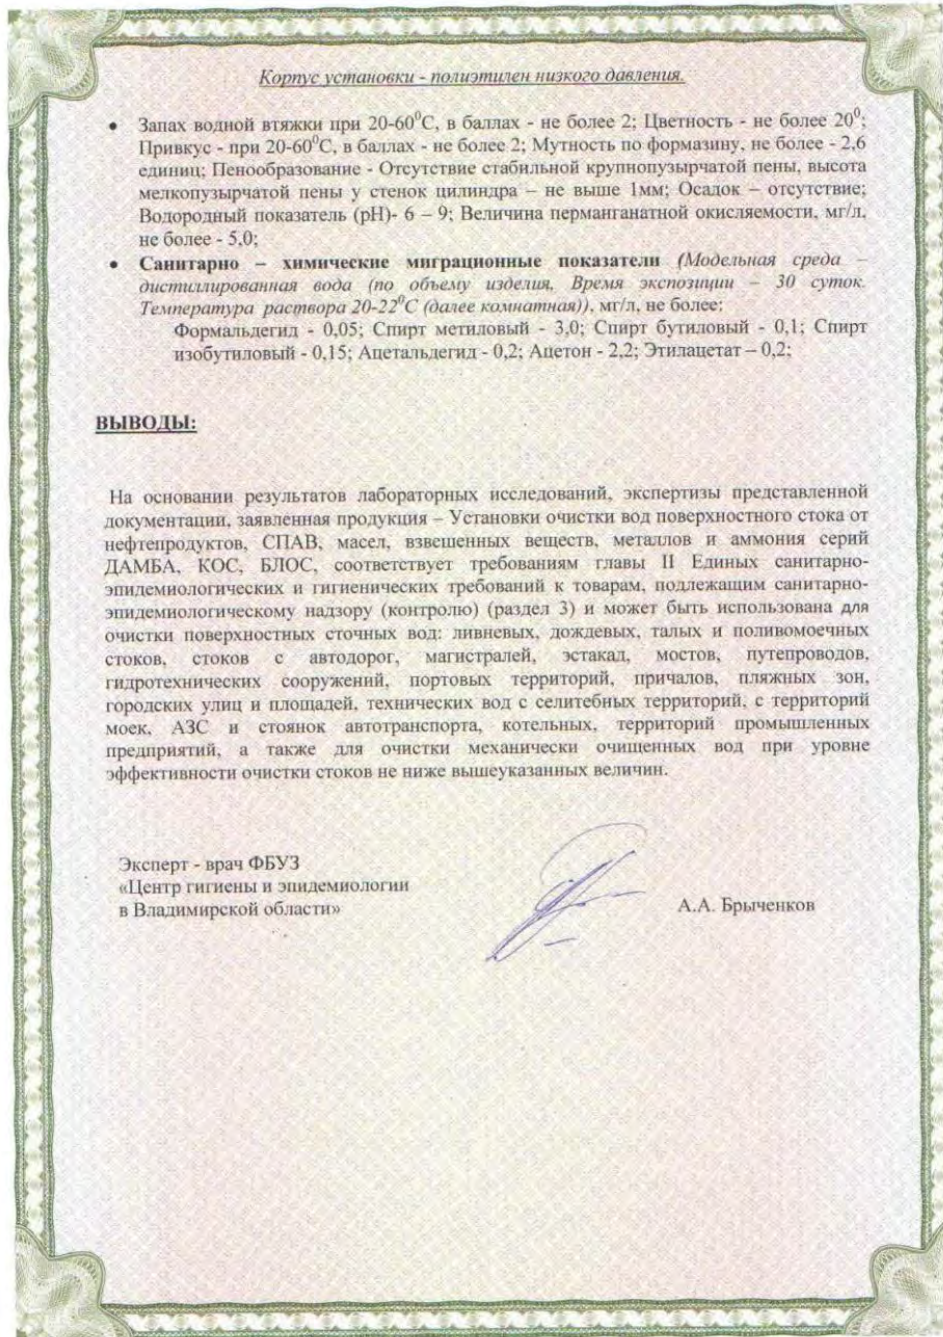 Корпус установки - полиэтилен низкого давления.
• Запах водной втяжки при 20-60⁰С, в баллах - не более 2; Цветность - не более 20⁰;
Привкус - при 20-60⁰С, в баллах - не более 2; Мутность по формазину, не более - 2,6
единиц; Пенообразование - Отсутствие стабильной крупнопузырчатой пены, высота
мелкопузырчатой пены у стенок цилиндра – не выше 1мм; Осадок – отсутствие;
Водородный показатель (рН)- 6 – 9; Величина перманганатной окисляемости, мг/л,
не более - 5,0;
• Санитарно – химические миграционные показатели (Модельная среда –
дистиллированная вода (по объему изделия, Время экспозиции – 30 суток.
Температура раствора 20-22⁰С (далее комнатная)), мг/л, не более:
Формальдегид - 0,05; Спирт метиловый - 3,0; Спирт бутиловый - 0,1; Спирт
изобутиловый - 0,15; Ацетальдегид - 0,2; Ацетон - 2,2; Этилацетат – 0,2;
ВЫВОДЫ:
На основании результатов лабораторных исследований, экспертизы представленной
документации, заявленная продукция – Установки очистки вод поверхностного стока от
нефтепродуктов, СПАВ, масел, взвешенных веществ, металлов и аммония серий
ДАМБА, КОС, БЛОС, соответствует требованиям главы II Единых санитарно-
эпидемиологических и гигиенических требований к товарам, подлежащим санитарно-
эпидемиологическому надзору (контролю) (раздел 3) и может быть использована для
очистки поверхностных сточных вод: ливневых, дождевых, талых и поливомоечных
стоков, стоков с автодорог, магистралей, эстакад, мостов, путепроводов,
гидротехнических сооружений, портовых территорий, причалов, пляжных зон,
городских улиц и площадей, технических вод с селитебных территорий, с территорий
моек, АЗС и стоянок автотранспорта, котельных, территорий промышленных
предприятий, а также для очистки механически очищенных вод при уровне
эффективности очистки стоков не ниже вышеуказанных величин.
Эксперт - врач ФБУЗ
«Центр гигиены и эпидемиологии
в Владимирской области»
А.А. Брыченков